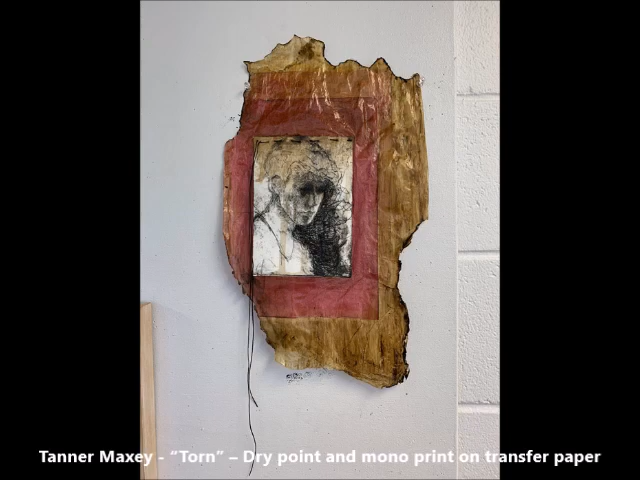 Tanner Maxey - “Torn” – Dry point and mono print on transfer paper